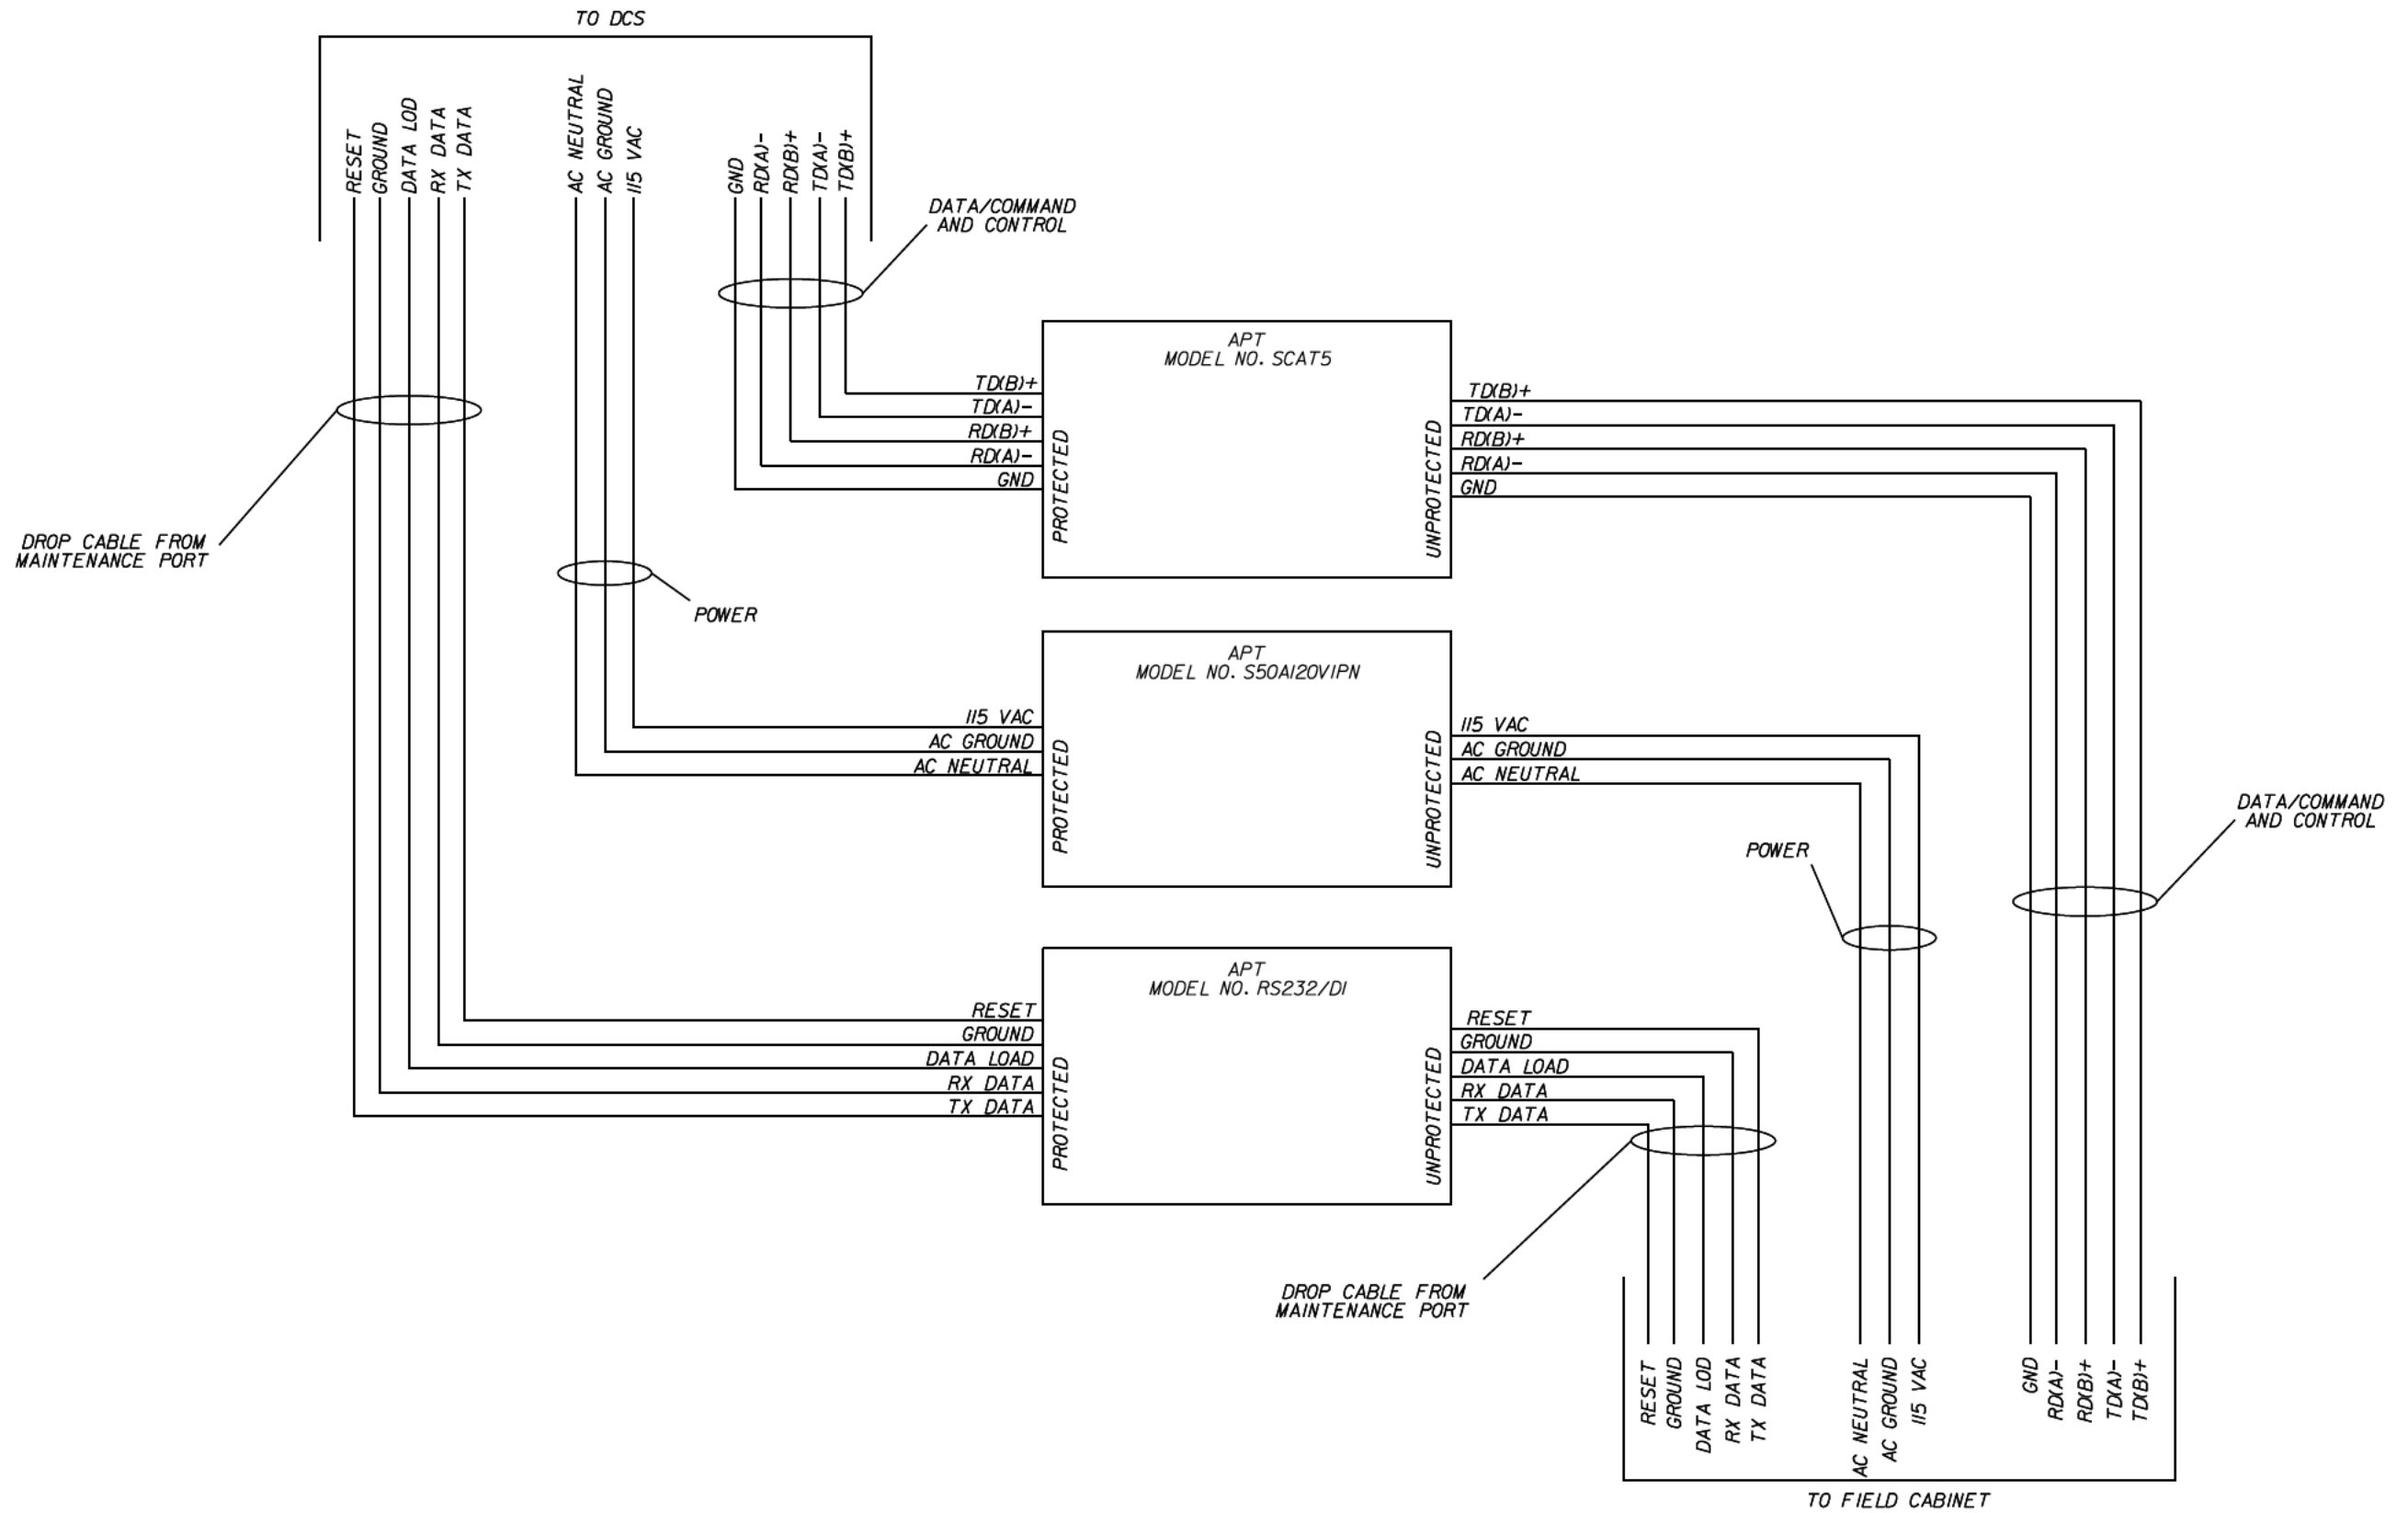 TO DCS
RESET
GROUND
DATA LOD
RX DATA
TX DATA
AC NEUTRAL
AC GROUND
115 VAC
GND
RD(A)-
RD(B)+
TD(A)-
TD(B)+
DATA/COMMAND
AND CONTROL
DROP CABLE FROM
MAINTENANCE PORT
POWER
APT
MODEL NO. SCAT5
TD(B)+
TD(A)-
RD(B)+
RD(A)-
GND
PROTECTED
UNPROTECTED
TD(B)+
TD(A)-
RD(B)+
RD(A)-
GND
APT
MODEL NO. S50A120V1PN
115 VAC
AC GROUND
AC NEUTRAL
PROTECTED
UNPROTECTED
115 VAC
AC GROUND
AC NEUTRAL
POWER
DATA/COMMAND
AND CONTROL
APT
MODEL NO. RS232/DI
RESET
GROUND
DATA LOAD
RX DATA
TX DATA
PROTECTED
UNPROTECTED
RESET
GROUND
DATA LOAD
RX DATA
TX DATA
DROP CABLE FROM
MAINTENANCE PORT
RESET
GROUND
DATA LOD
RX DATA
TX DATA
AC NEUTRAL
AC GROUND
115 VAC
GND
RD(A)-
RD(B)+
TD(A)-
TD(B)+
TO FIELD CABINET